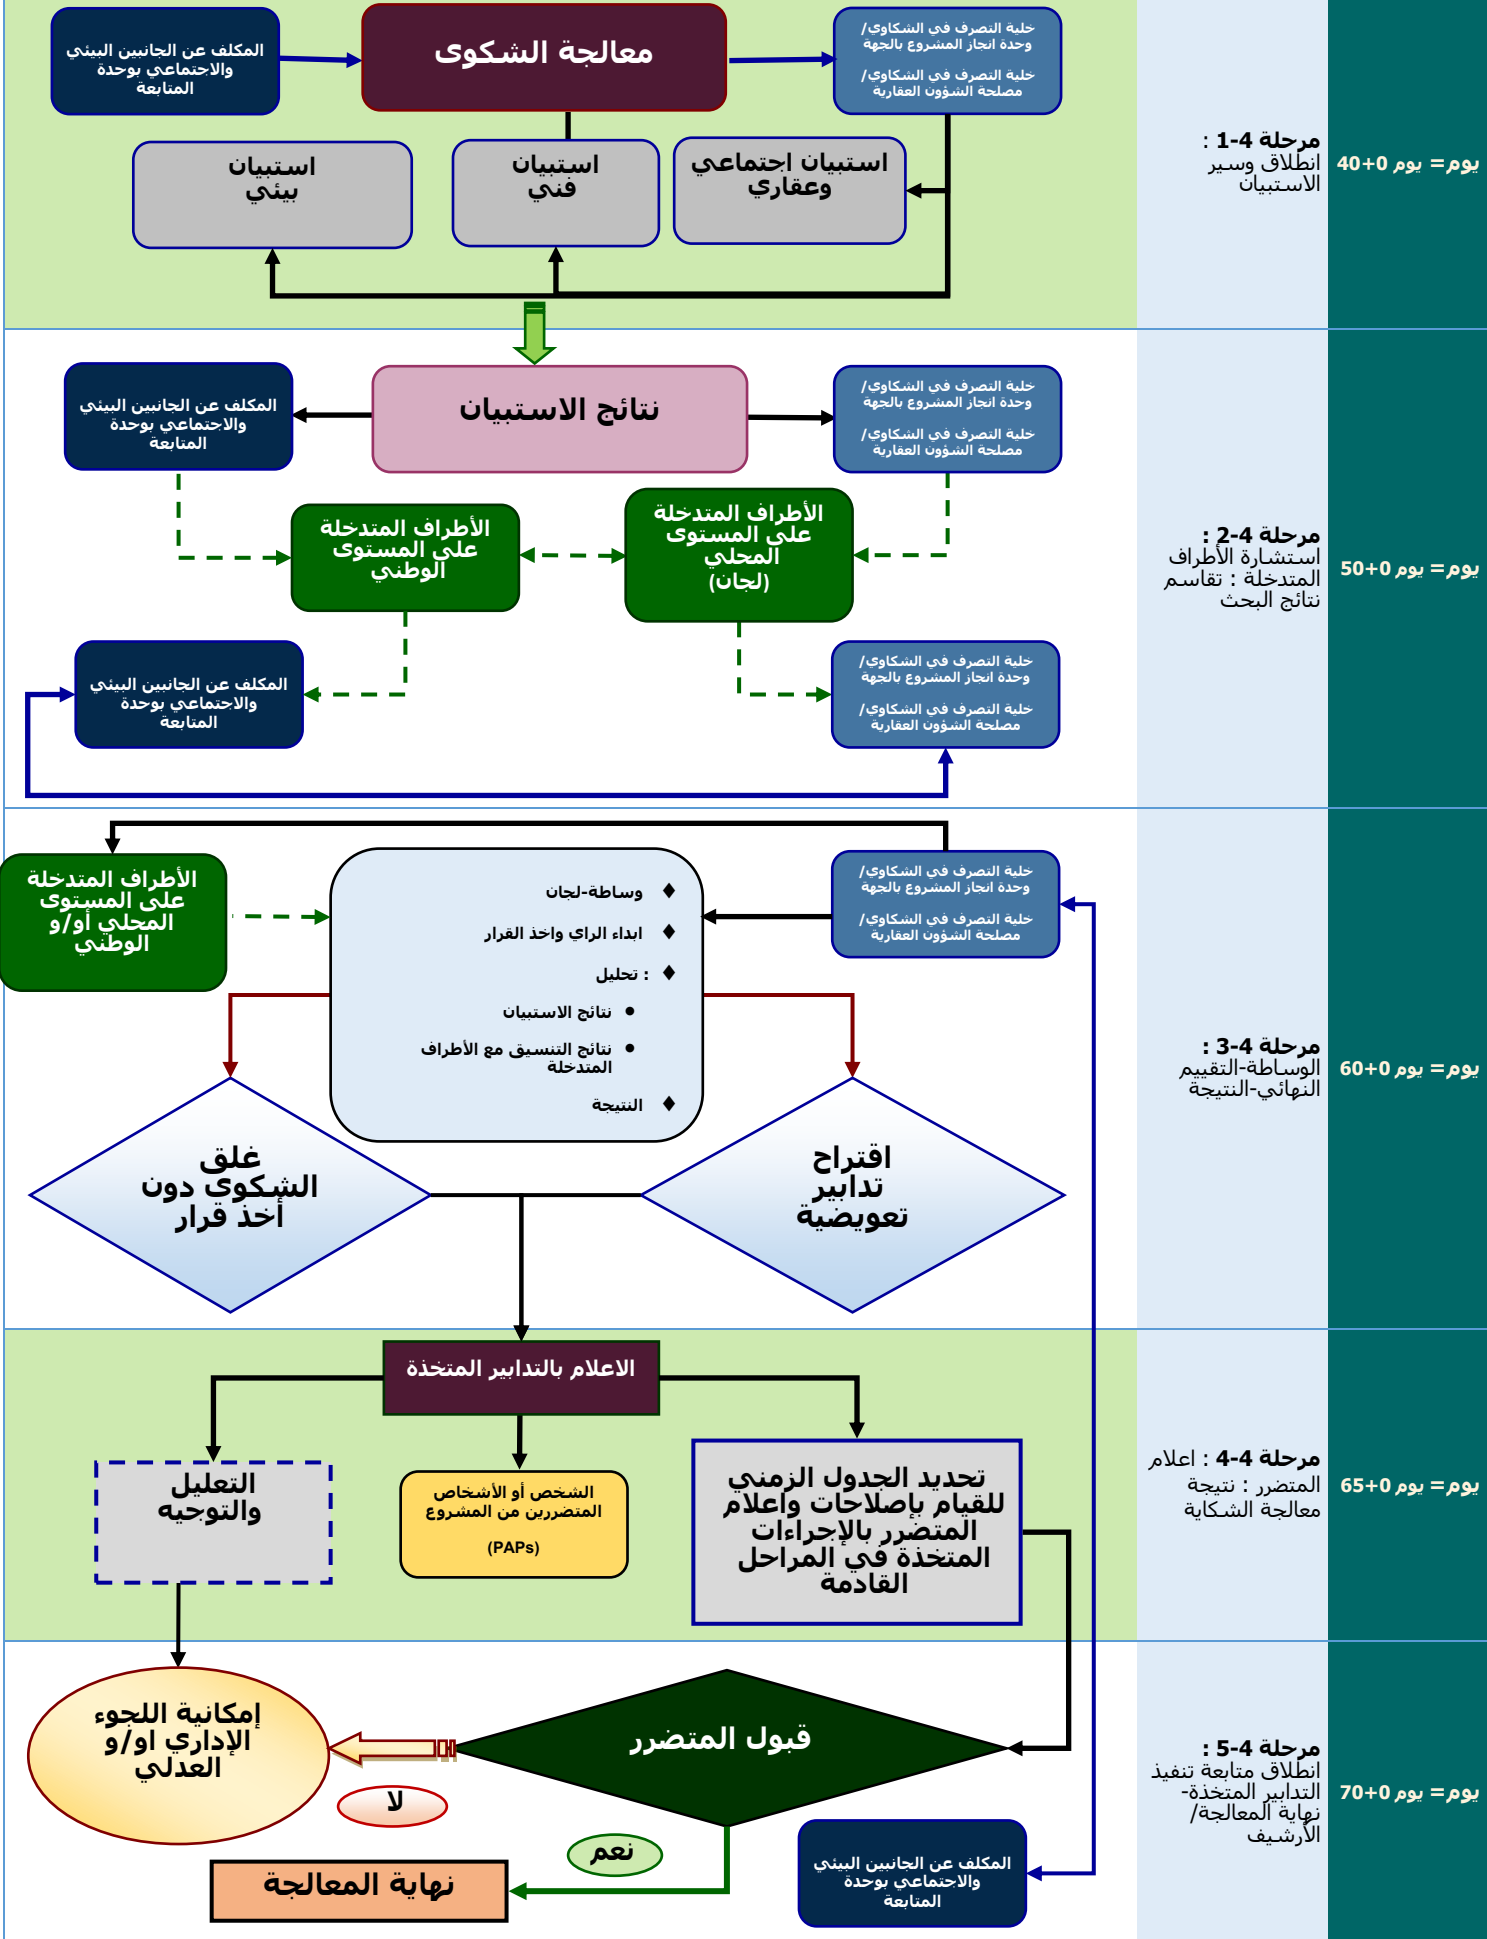 يوم= يوم 0+40
مرحلة 4-1 :
انطلاق وسير
الاستبيان
خلية التصرف في الشكاوي/
وحدة انجاز المشروع بالجهة
خلية التصرف في الشكاوي/
مصلحة الشؤون العقارية
معالجة الشكوى
المكلف عن الجانبين البيئي
والاجتماعي بوحدة
المتابعة
استبيان اجتماعي
وعقاري
استبيان
فني
استبيان
بيئي
يوم= يوم 0+50
مرحلة 4-2 :
استشارة الأطراف
المتدخلة : تقاسم
نتائج البحث
خلية التصرف في الشكاوي/
وحدة انجاز المشروع بالجهة
خلية التصرف في الشكاوي/
مصلحة الشؤون العقارية
نتائج الاستبيان
المكلف عن الجانبين البيئي
والاجتماعي بوحدة
المتابعة
الأطراف المتدخلة
على المستوى
المحلي
(لجان)
الأطراف المتدخلة
على المستوى
الوطني
خلية التصرف في الشكاوي/
وحدة انجاز المشروع بالجهة
خلية التصرف في الشكاوي/
مصلحة الشؤون العقارية
المكلف عن الجانبين البيئي
والاجتماعي بوحدة
المتابعة
يوم= يوم 0+60
مرحلة 4-3 :
الوساطة-التقييم
النهائي-النتيجة
خلية التصرف في الشكاوي/
وحدة انجاز المشروع بالجهة
خلية التصرف في الشكاوي/
مصلحة الشؤون العقارية
♦ وساطة-لجان
♦ ابداء الراي واخذ القرار
♦ : تحليل
• نتائج الاستبيان
• نتائج التنسيق مع الأطراف
المتدخلة
♦ النتيجة
الأطراف المتدخلة
على المستوى
المحلي أو/و
الوطني
اقتراح
تدابير
تعويضية
غلق
الشكوى دون
أخذ قرار
يوم= يوم 0+65
مرحلة 4-4 : اعلام
المتضرر : نتيجة
معالجة الشكاية
الاعلام بالتدابير المتخذة
تحديد الجدول الزمني
للقيام بإصلاحات واعلام
المتضرر بالإجراءات
المتخذة في المراحل
القادمة
الشخص أو الأشخاص
المتضررين من المشروع
(PAPs)
التعليل
والتوجيه
يوم= يوم 0+70
مرحلة 4-5 :
انطلاق متابعة تنفيذ
التدابير المتخذة-
نهاية المعالجة/
الأرشيف
قبول المتضرر
إمكانية اللجوء
الإداري او/و
العدلي
لا
نعم
المكلف عن الجانبين البيئي
والاجتماعي بوحدة
المتابعة
نهاية المعالجة